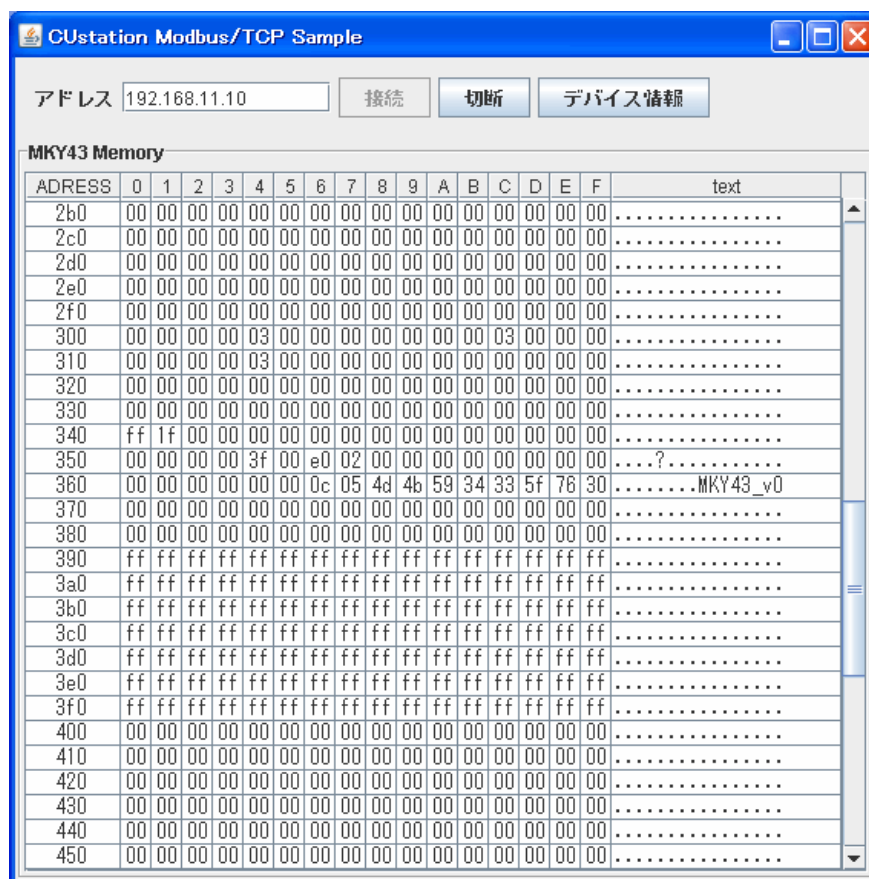 CUstation Modbus/TCP Sample
アドレス 192.168.11.10 接続 切断 デバイス情報
MKY43 Memory
ADRESS 0 1 2 3 4 5 6 7 8 9 A B C D E F text
2b0 00 00 00 00 00 00 00 00 00 00 00 00 00 00 00 00 ................
2c0 00 00 00 00 00 00 00 00 00 00 00 00 00 00 00 00 ................
2d0 00 00 00 00 00 00 00 00 00 00 00 00 00 00 00 00 ................
2e0 00 00 00 00 00 00 00 00 00 00 00 00 00 00 00 00 ................
2f0 00 00 00 00 00 00 00 00 00 00 00 00 00 00 00 00 ................
300 00 00 00 00 03 00 00 00 00 00 00 00 03 00 00 00 ................
310 00 00 00 00 03 00 00 00 00 00 00 00 00 00 00 00 ................
320 00 00 00 00 00 00 00 00 00 00 00 00 00 00 00 00 ................
330 00 00 00 00 00 00 00 00 00 00 00 00 00 00 00 00 ................
340 ff 1f 00 00 00 00 00 00 00 00 00 00 00 00 00 00 ................
350 00 00 00 00 3f 00 e0 02 00 00 00 00 00 00 00 00 ....?...........
360 00 00 00 00 00 00 0c 05 4d 4b 59 34 33 5f 76 30 ........MKY43_v0
370 00 00 00 00 00 00 00 00 00 00 00 00 00 00 00 00 ................
380 00 00 00 00 00 00 00 00 00 00 00 00 00 00 00 00 ................
390 ff ff ff ff ff ff ff ff ff ff ff ff ff ff ff ff ................
3a0 ff ff ff ff ff ff ff ff ff ff ff ff ff ff ff ff ................
3b0 ff ff ff ff ff ff ff ff ff ff ff ff ff ff ff ff ................
3c0 ff ff ff ff ff ff ff ff ff ff ff ff ff ff ff ff ................
3d0 ff ff ff ff ff ff ff ff ff ff ff ff ff ff ff ff ................
3e0 ff ff ff ff ff ff ff ff ff ff ff ff ff ff ff ff ................
3f0 ff ff ff ff ff ff ff ff ff ff ff ff ff ff ff ff ................
400 00 00 00 00 00 00 00 00 00 00 00 00 00 00 00 00 ................
410 00 00 00 00 00 00 00 00 00 00 00 00 00 00 00 00 ................
420 00 00 00 00 00 00 00 00 00 00 00 00 00 00 00 00 ................
430 00 00 00 00 00 00 00 00 00 00 00 00 00 00 00 00 ................
440 00 00 00 00 00 00 00 00 00 00 00 00 00 00 00 00 ................
450 00 00 00 00 00 00 00 00 00 00 00 00 00 00 00 00 ................